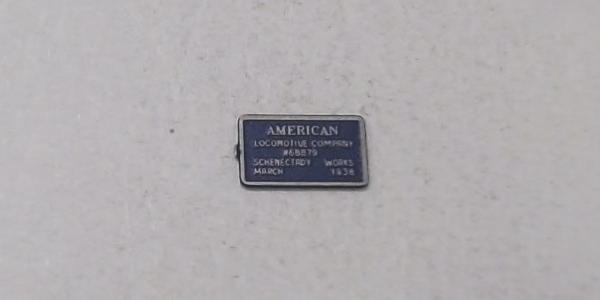 AMERICAN
LOCOMOTIVE COMPANY
#68879
SCHENECTADY WORKS
MARCH 1938